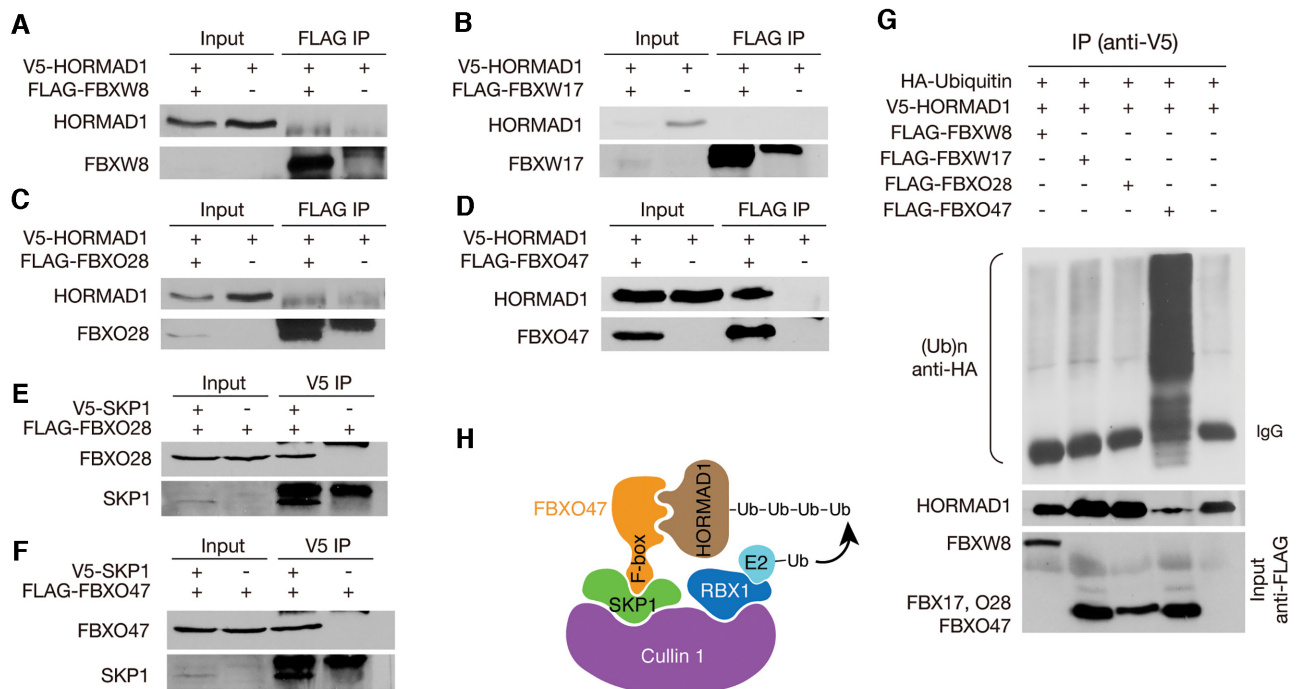 A
Input FLAG IP
V5-HORMAD1 + + + +
FLAG-FBXW8 + - + -
HORMAD1
FBXW8
B
Input FLAG IP
V5-HORMAD1 + + + +
FLAG-FBXW17 + - + -
HORMAD1
FBXW17
C
Input FLAG IP
V5-HORMAD1 + + + +
FLAG-FBXO28 + - + -
HORMAD1
FBXO28
D
Input FLAG IP
V5-HORMAD1 + + + +
FLAG-FBXO47 + - + -
HORMAD1
FBXO47
E
Input V5 IP
V5-SKP1 + - + -
FLAG-FBXO28 + + + +
FBXO28
SKP1
F
Input V5 IP
V5-SKP1 + - + -
FLAG-FBXO47 + + + +
FBXO47
SKP1
G
IP (anti-V5)
HA-Ubiquitin + + + + +
V5-HORMAD1 + + + + +
FLAG-FBXW8 + - - - -
FLAG-FBXW17 - + - - -
FLAG-FBXO28 - - + - -
FLAG-FBXO47 - - - + -
(Ub)n
anti-HA
IgG
HORMAD1
FBXW8
FBX17, O28
FBXO47
Input
anti-FLAG
H
FBXO47
F-box
HORMAD1
-Ub-Ub-Ub-Ub
E2 -Ub
SKP1
RBX1
Cullin 1